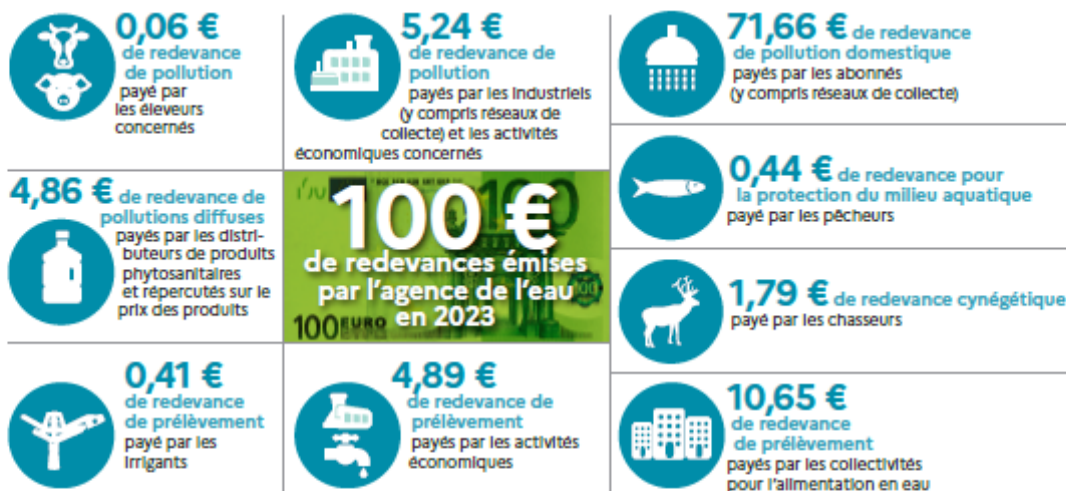 0,06 €
de redevance
de pollution
payé par
les éleveurs
concernés
5,24 €
de redevance de
pollution
payés par les industriels
(y compris réseaux de
collecte) et les activités
économiques concernés
71,66 € de redevance
de pollution domestique
payés par les abonnés
(y compris réseaux de collecte)
4,86 € de redevance de
pollutions diffuses
payés par les distri-
buteurs de produits
phytosanitaires
et répercutés sur le
prix des produits
100 €
de redevances émises
par l'agence de l'eau
en 2023
100 EURO
0,44 € de redevance pour
la protection du milieu aquatique
payé par les pêcheurs
1,79 € de redevance cynégétique
payé par les chasseurs
0,41 €
de redevance
de prélèvement
payé par les
irrigants
4,89 €
de redevance de
prélèvement
payés par les activités
économiques
10,65 €
de redevance
de prélèvement
payés par les collectivités
pour l'alimentation en eau